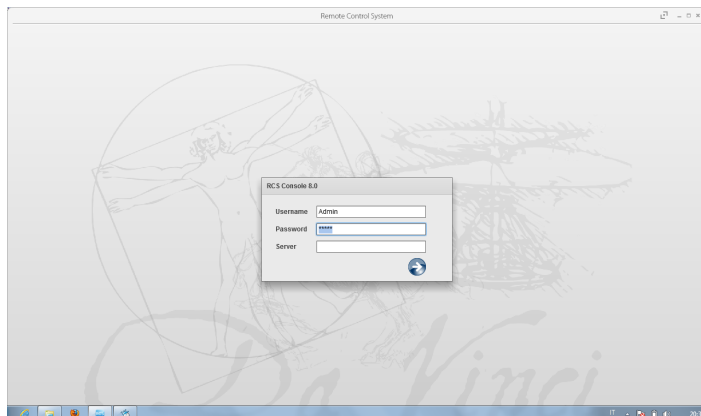 Remote Control System
RCS Console 8.0
Username Admin
Password *****
Server
Da Vinci
IT